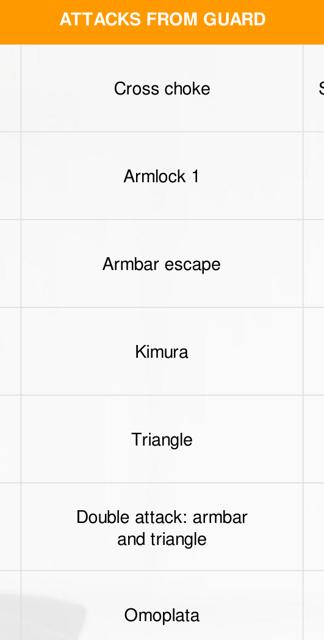 ATTACKS FROM GUARD
Cross choke
Armlock 1
Armbar escape
Kimura
Triangle
Double attack: armbar
and triangle
Omoplata